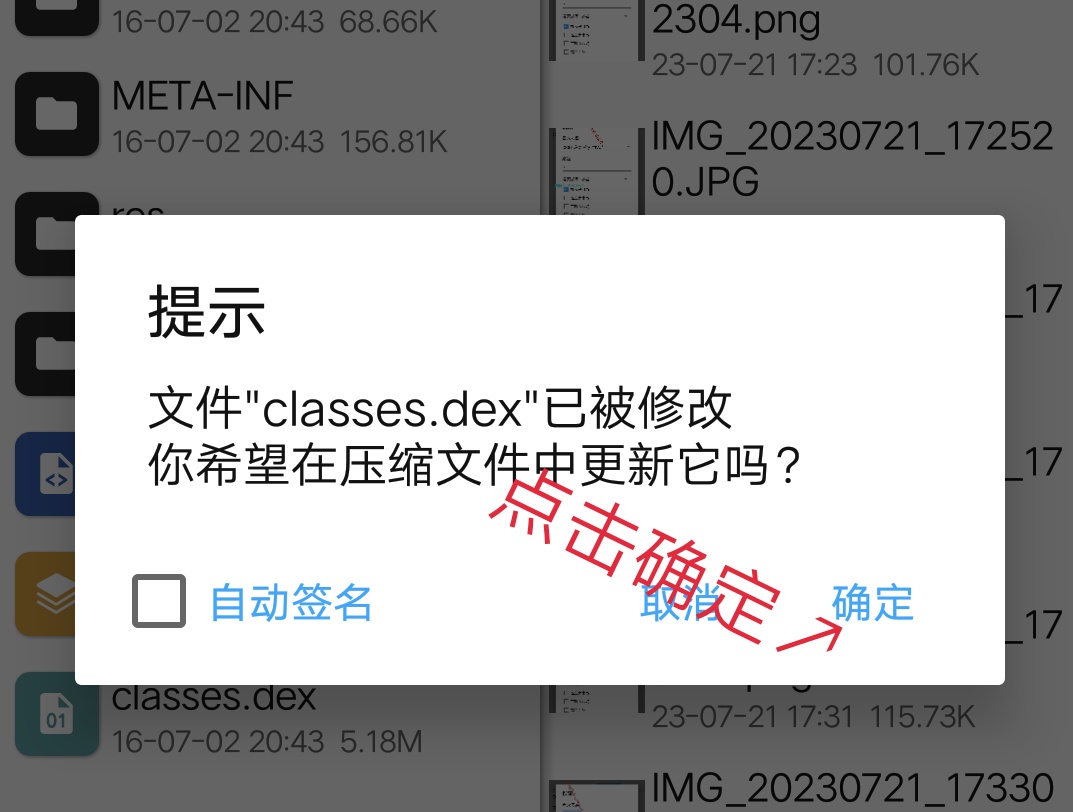 16-07-02 20:43 68.66K
META-INF
16-07-02 20:43 156.81K
res
2304.png
23-07-21 17:23 101.76K
IMG_20230721_172520.JPG
_17
提示
文件"classes.dex"已被修改
你希望在压缩文件中更新它吗？
点击确定↗
自动签名
取消
确定
_17
_17
classes.dex
16-07-02 20:43 5.18M
01
23-07-21 17:31 115.73K
IMG_20230721_17330